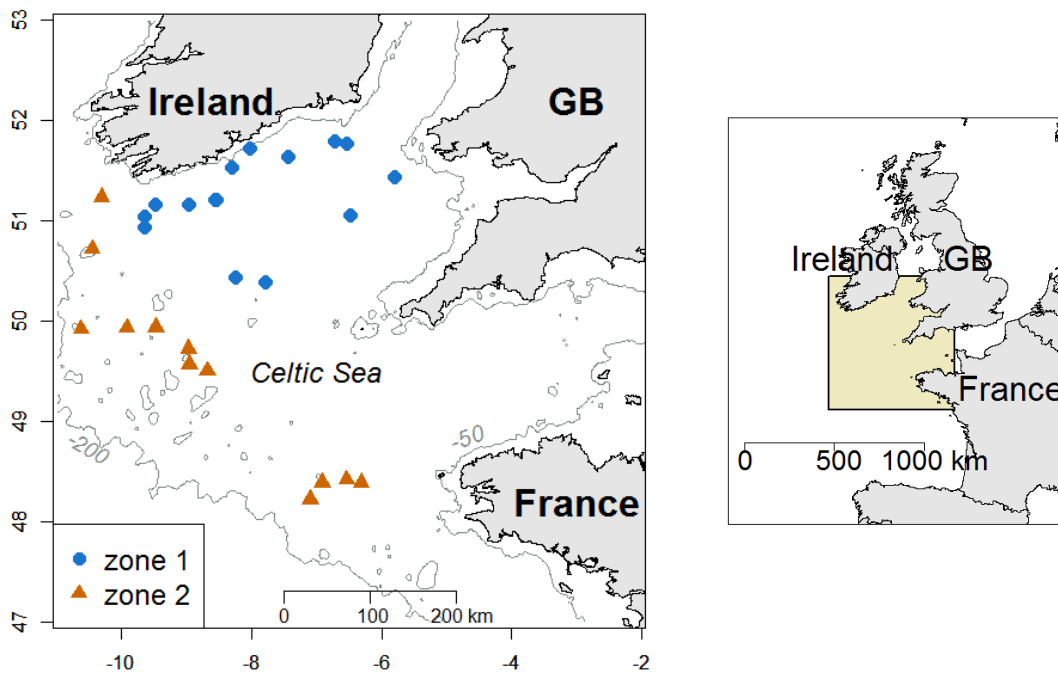 53
52
51
50
49
48
47
Ireland
GB
Celtic Sea
-200
-50
France
zone 1
zone 2
0 100 200 km
-10 -8 -6 -4 -2
Ireland GB
France
0 500 1000 km